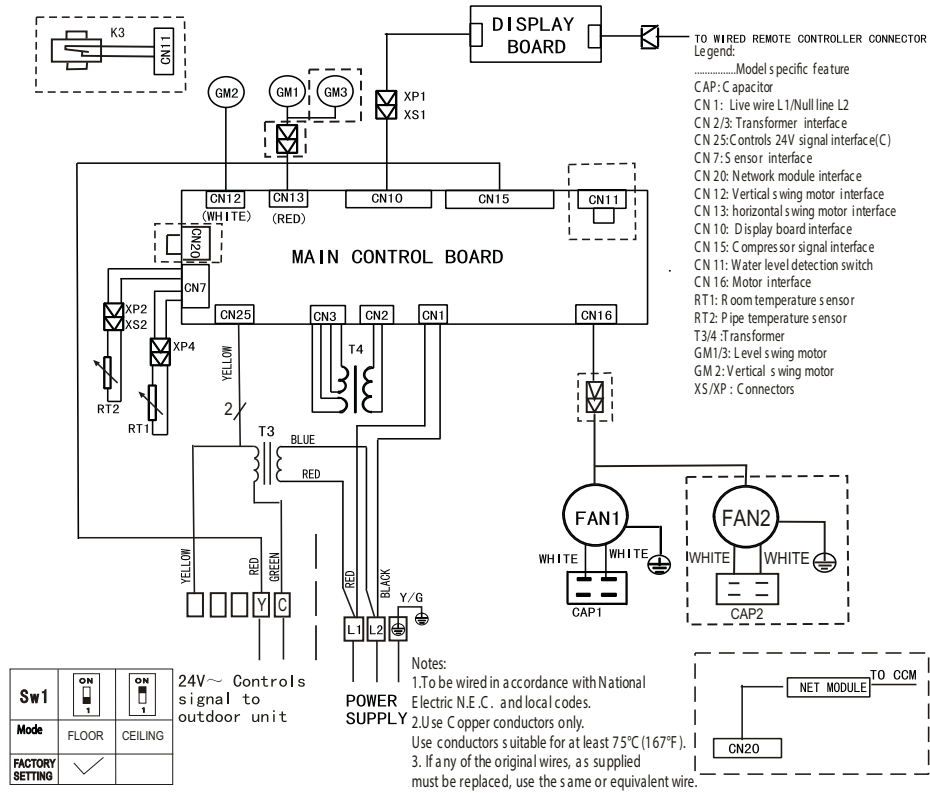 K3
CN11
DISPLAY
BOARD
TO WIRED REMOTE CONTROLLER CONNECTOR
Legend:
................Model specific feature
CAP: Capacitor
CN 1: Live wire L1/Null line L2
CN 2/3: Transformer interface
CN 25:Controls 24V signal interface(C)
CN 7: Sensor interface
CN 20: Network module interface
CN 12: Vertical swing motor interface
CN 13: horizontal swing motor interface
CN 10: Display board interface
CN 15: Compressor signal interface
CN 11: Water level detection switch
CN 16: Motor interface
RT1: Room temperature sensor
RT2: Pipe temperature sensor
T3/4 :Transformer
GM1/3: Level swing motor
GM 2: Vertical swing motor
XS/XP : Connectors
GM2
GM1
GM3
XP1
XS1
CN12
(WHITE)
CN13
(RED)
CN10
CN15
CN11
MAIN CONTROL BOARD
CN20
CN7
CN25
CN3
CN2
CN1
CN16
XP2
XS2
XP4
RT2
RT1
YELLOW
2
T4
T3
BLUE
RED
YELLOW
RED
GREEN
RED
BLACK
Y/G
Y
C
L1
L2
FAN1
WHITE
WHITE
CAP1
FAN2
WHITE
WHITE
CAP2
24V～ Controls
signal to
outdoor unit
POWER
SUPPLY
Sw1
ON
1
ON
1
Mode
FLOOR
CEILING
FACTORY
SETTING
Notes:
1.To be wired in accordance with National
Electric N.E.C. and local codes.
2.Use Copper conductors only.
Use conductors suitable for at least 75°C (167°F).
3. If any of the original wires, as supplied
must be replaced, use the same or equivalent wire.
NET MODULE
TO CCM
CN20